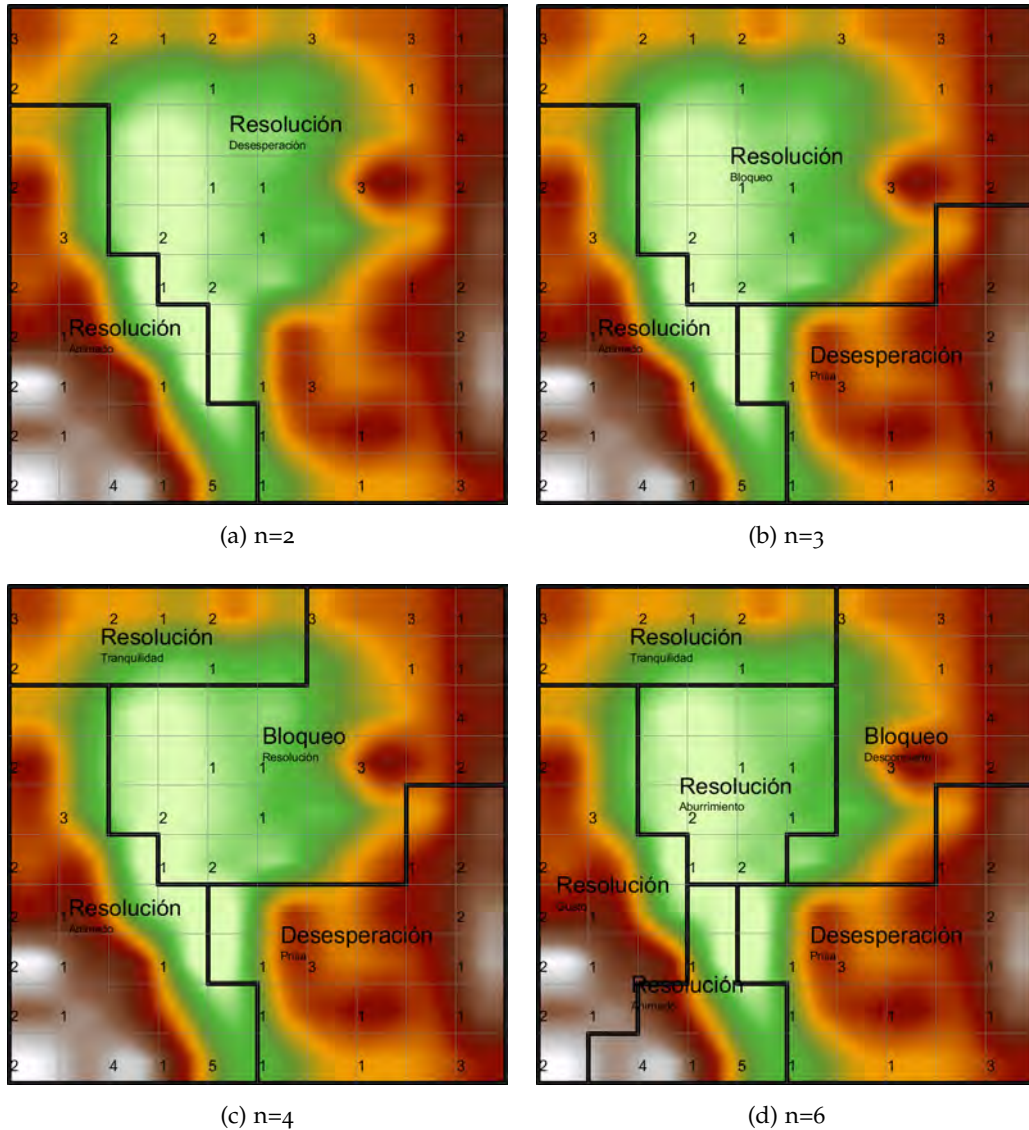 3 2 1 2 3 3 1
2 1 1
Resolución
4
Desesperación
2 1 1 3 2
3 2 1
1 2 1 1
Resolución
1 2
Animado
2 1 1 1 3 1
2 1 1 1
2 4 5 1 1 3
(a) n=2
3 2 1 2 3 3 1
2 1 1
4
Resolución
Bloqueo
2 1 1 3 2
3 2 1
1 2 1 1
Resolución
1 2
Animado
Desesperación
Prisa
2 1 1 1 3 1
2 1 1 1
2 4 5 1 1 3
(b) n=3
3 2 1 2 3 3 1
Resolución
Tranquilidad
2 1 1
4
Bloqueo
Resolución
2 1 1 3 2
3 2 1
1 2 1 1
Resolución
1 2
Animado
Desesperación
Prisa
2 1 1 1 3 1
2 1 1 1
2 4 5 1 1 3
(c) n=4
3 2 1 2 3 3 1
Resolución
Tranquilidad
2 1 1
4
Bloqueo
Desconcierto
2 1 1 3 2
Resolución
Aburrimiento
3 2 1
1 2 1 1
Resolución
Gusto
1 2
Desesperación
Prisa
2 1 1 1 3 1
Resolución
Animado
2 1 1 1
2 4 5 1 1 3
(d) n=6